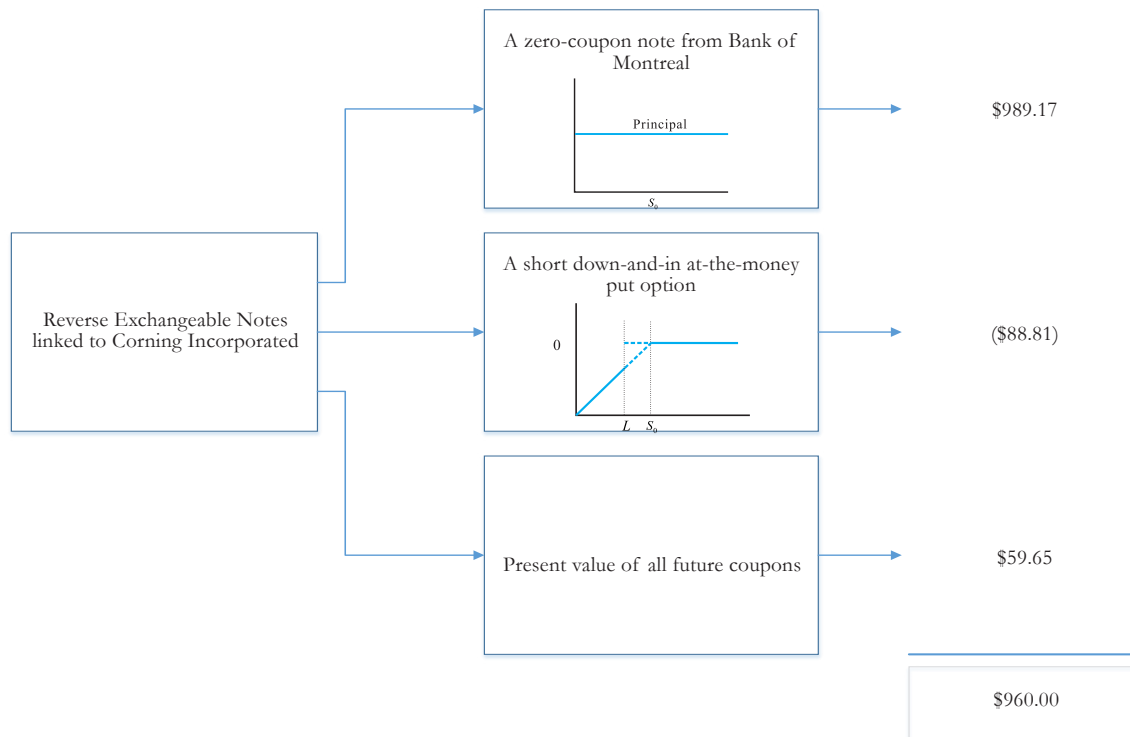 Reverse Exchangeable Notes
linked to Corning Incorporated
A zero-coupon note from Bank of
Montreal
Principal
S₀
$989.17
A short down-and-in at-the-money
put option
0
L
S₀
($88.81)
Present value of all future coupons
$59.65
$960.00